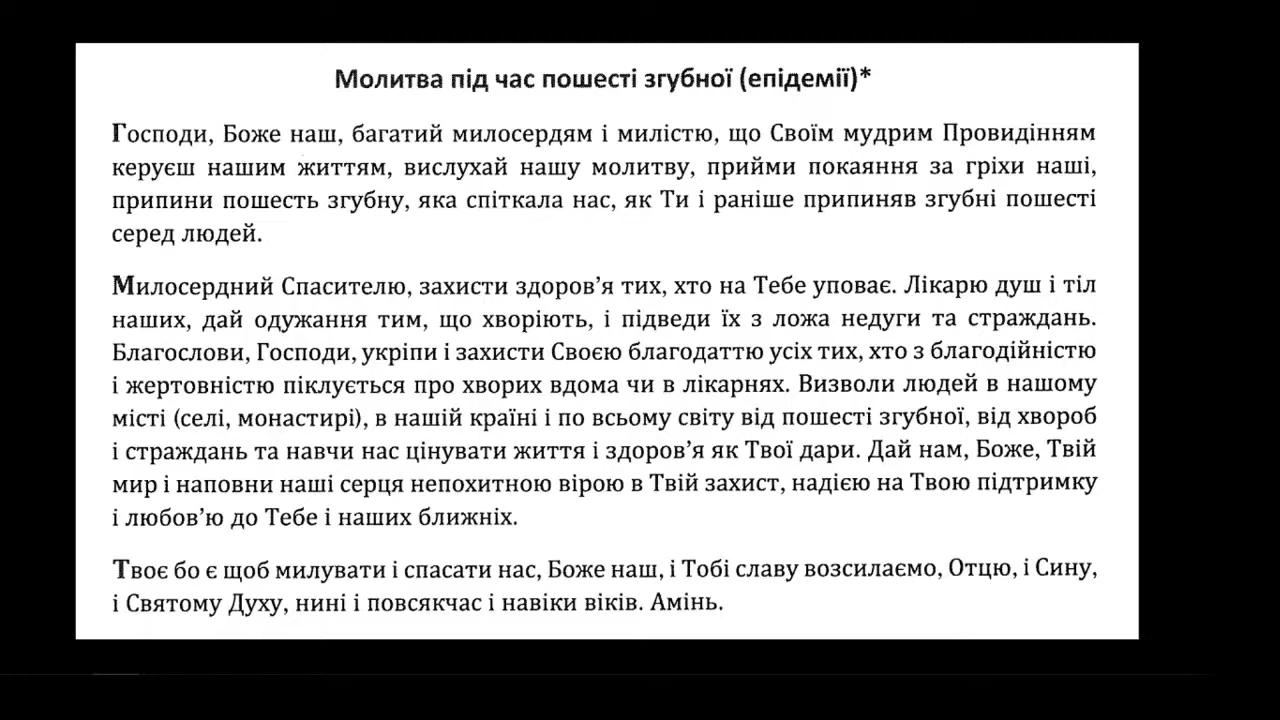 Молитва під час пошесті згубної (епідемії)*
Господи, Боже наш, багатий милосердям і милістю, що Своїм мудрим Провидінням
керуєш нашим життям, вислухай нашу молитву, прийми покаяння за гріхи наші,
припини пошесть згубну, яка спіткала нас, як Ти і раніше припиняв згубні пошесті
серед людей.
Милосердний Спасителю, захисти здоров’я тих, хто на Тебе уповає. Лікарю душ і тіл
наших, дай одужання тим, що хворіють, і підведи їх з ложа недуги та страждань.
Благослови, Господи, укріпи і захисти Своєю благодаттю усіх тих, хто з благодійністю
і жертовністю піклується про хворих вдома чи в лікарнях. Визволи людей в нашому
місті (селі, монастирі), в нашій країні і по всьому світу від пошесті згубної, від хвороб
і страждань та навчи нас цінувати життя і здоров’я як Твої дари. Дай нам, Боже, Твій
мир і наповни наші серця непохитною вірою в Твій захист, надією на Твою підтримку
і любов’ю до Тебе і наших ближніх.
Твоє бо є щоб милувати і спасати нас, Боже наш, і Тобі славу возсилаємо, Отцю, і Сину,
і Святому Духу, нині і повсякчас і навіки віків. Амінь.